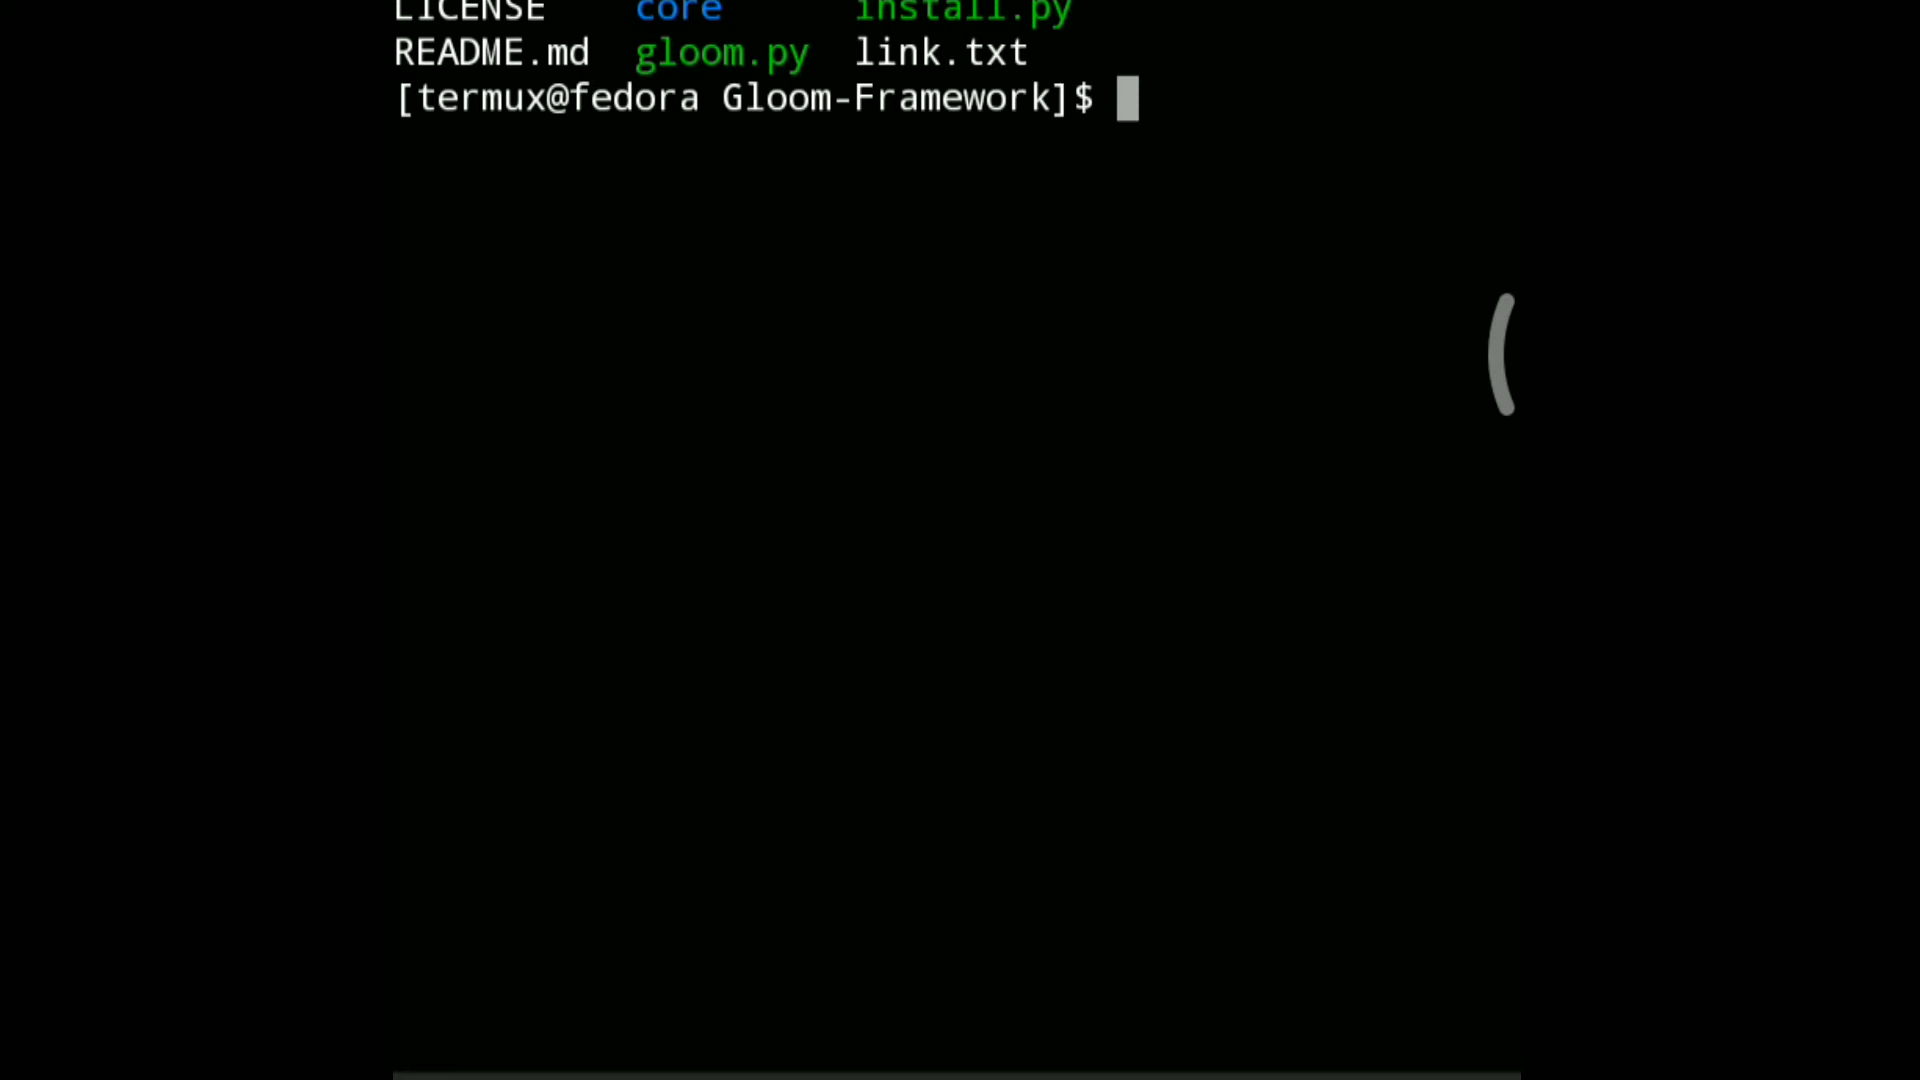 LICENSE core install.py
README.md gloom.py link.txt
[termux@fedora Gloom-Framework]$